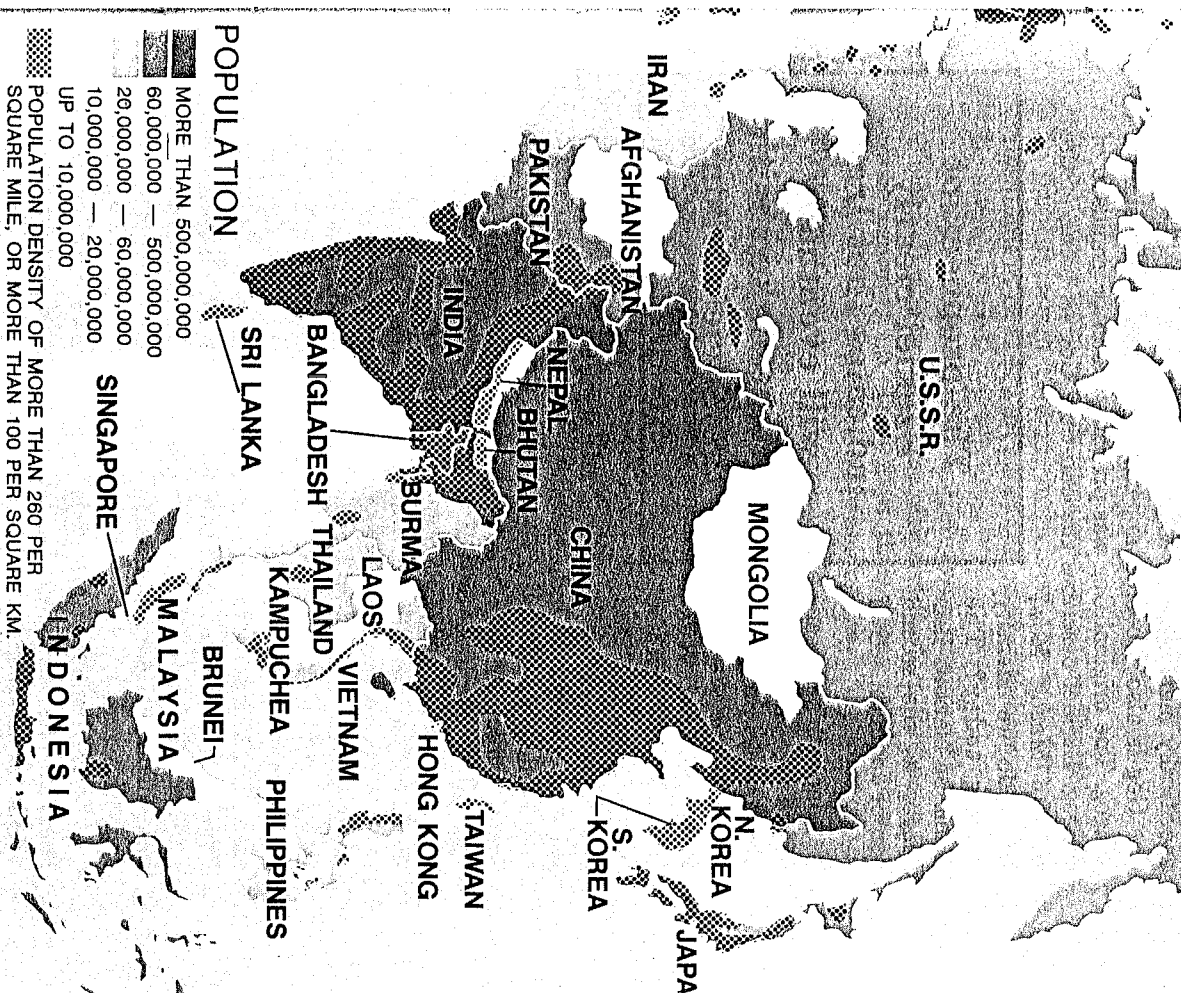 U.S.S.R.
MONGOLIA
IRAN
AFGHANISTAN
PAKISTAN
CHINA
N.
KOREA
S.
KOREA
JAPA
NEPAL
BHUTAN
INDIA
BANGLADESH
BURMA
TAIWAN
HONG KONG
LAOS
VIETNAM
THAILAND
KAMPUCHEA
PHILIPPINES
SRI LANKA
BRUNEI
MALAYSIA
SINGAPORE
INDONESIA
POPULATION
MORE THAN 500,000,000
60,000,000 — 500,000,000
20,000,000 — 60,000,000
10,000,000 — 20,000,000
UP TO 10,000,000
POPULATION DENSITY OF MORE THAN 260 PER
SQUARE MILE, OR MORE THAN 100 PER SQUARE KM.